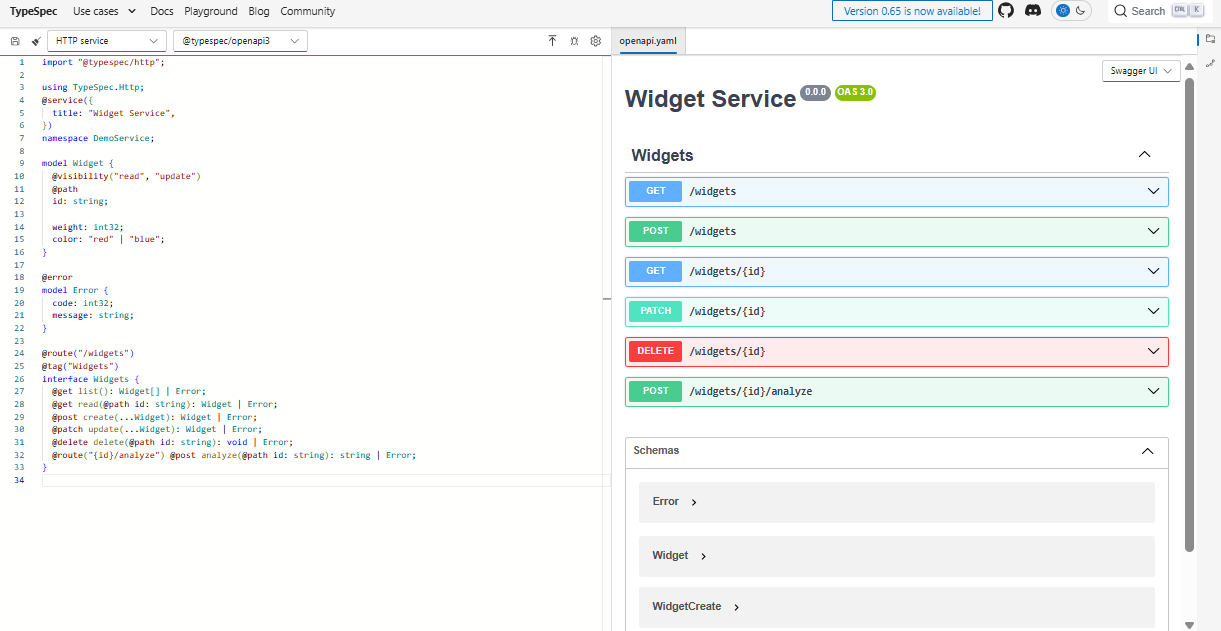 TypeSpec Use cases Docs Playground Blog Community Version 0.65 is now available! Search CTRL K
HTTP service @typespec/openapi3 openapi.yaml
1 import "@typespec/http";
2
3 using TypeSpec.Http;
4 @service({
5 title: "Widget Service",
6 })
7 namespace DemoService;
8
9 model Widget {
10 @visibility("read", "update")
11 @path
12 id: string;
13
14 weight: int32;
15 color: "red" | "blue";
16 }
17
18 @error
19 model Error {
20 code: int32;
21 message: string;
22 }
23
24 @route("/widgets")
25 @tag("Widgets")
26 interface Widgets {
27 @get list(): Widget[] | Error;
28 @get read(@path id: string): Widget | Error;
29 @post create(...Widget): Widget | Error;
30 @patch update(...Widget): Widget | Error;
31 @delete delete(@path id: string): void | Error;
32 @route("{id}/analyze") @post analyze(@path id: string): string | Error;
33 }
34
Swagger UI
Widget Service 0.0.0 OAS 3.0
Widgets
GET /widgets
POST /widgets
GET /widgets/{id}
PATCH /widgets/{id}
DELETE /widgets/{id}
POST /widgets/{id}/analyze
Schemas
Error
Widget
WidgetCreate